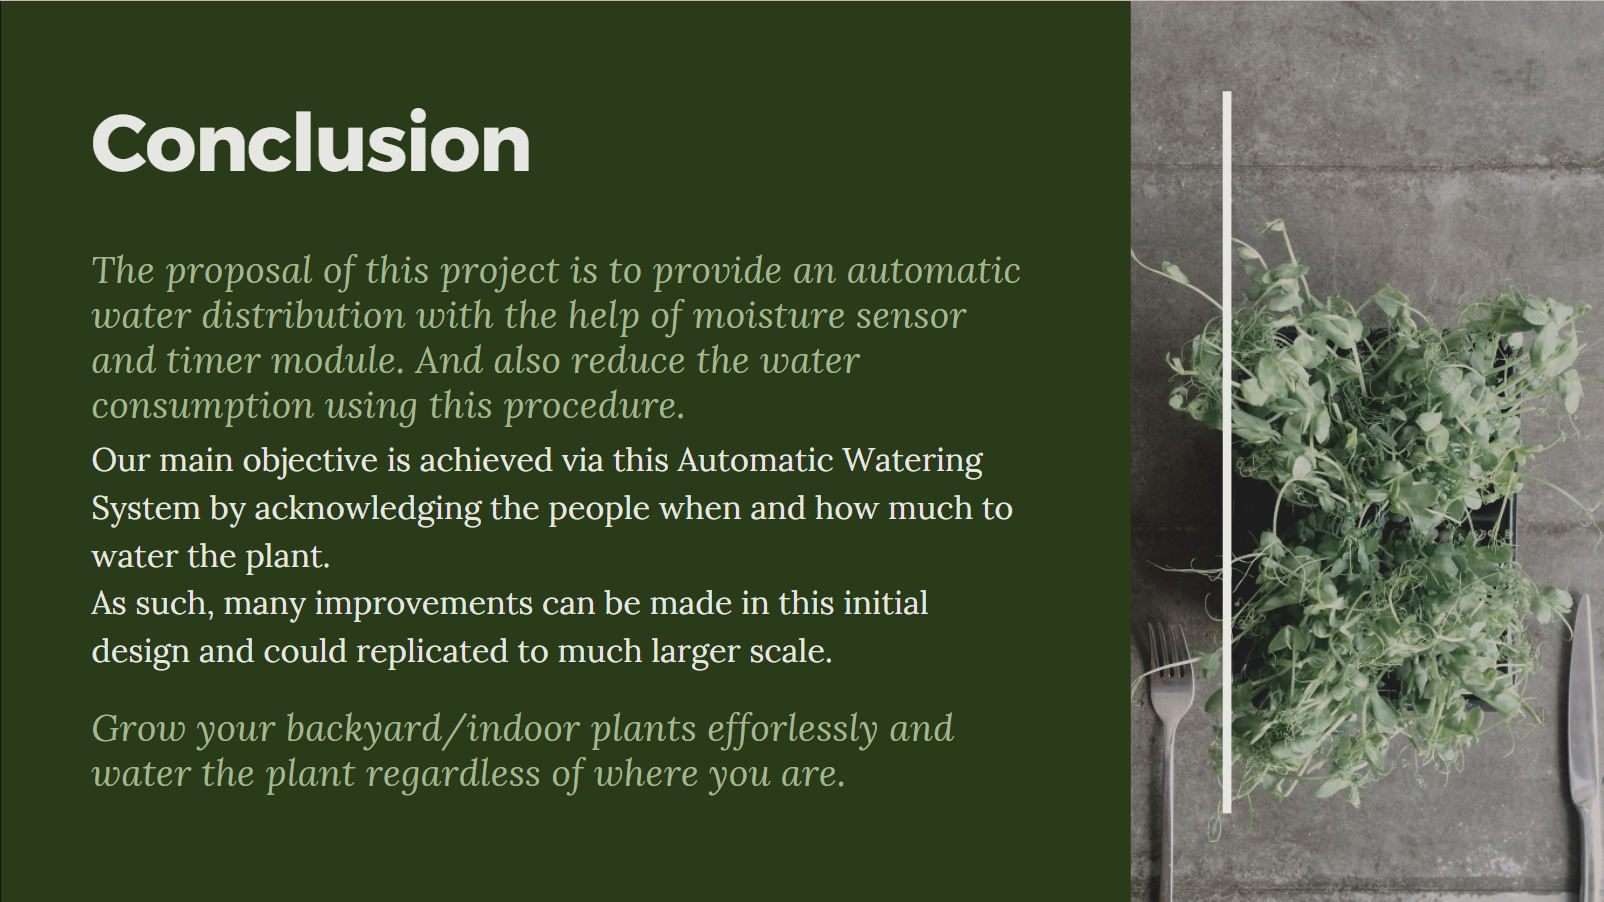 Conclusion
The proposal of this project is to provide an automatic
water distribution with the help of moisture sensor
and timer module. And also reduce the water
consumption using this procedure.
Our main objective is achieved via this Automatic Watering
System by acknowledging the people when and how much to
water the plant.
As such, many improvements can be made in this initial
design and could replicated to much larger scale.
Grow your backyard/indoor plants efforlessly and
water the plant regardless of where you are.